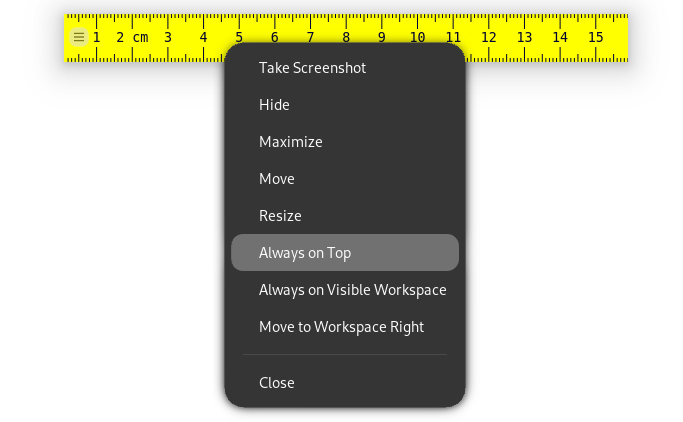 1 2 cm 3 4 5 6 7 8 9 10 11 12 13 14 15
Take Screenshot
Hide
Maximize
Move
Resize
Always on Top
Always on Visible Workspace
Move to Workspace Right
Close